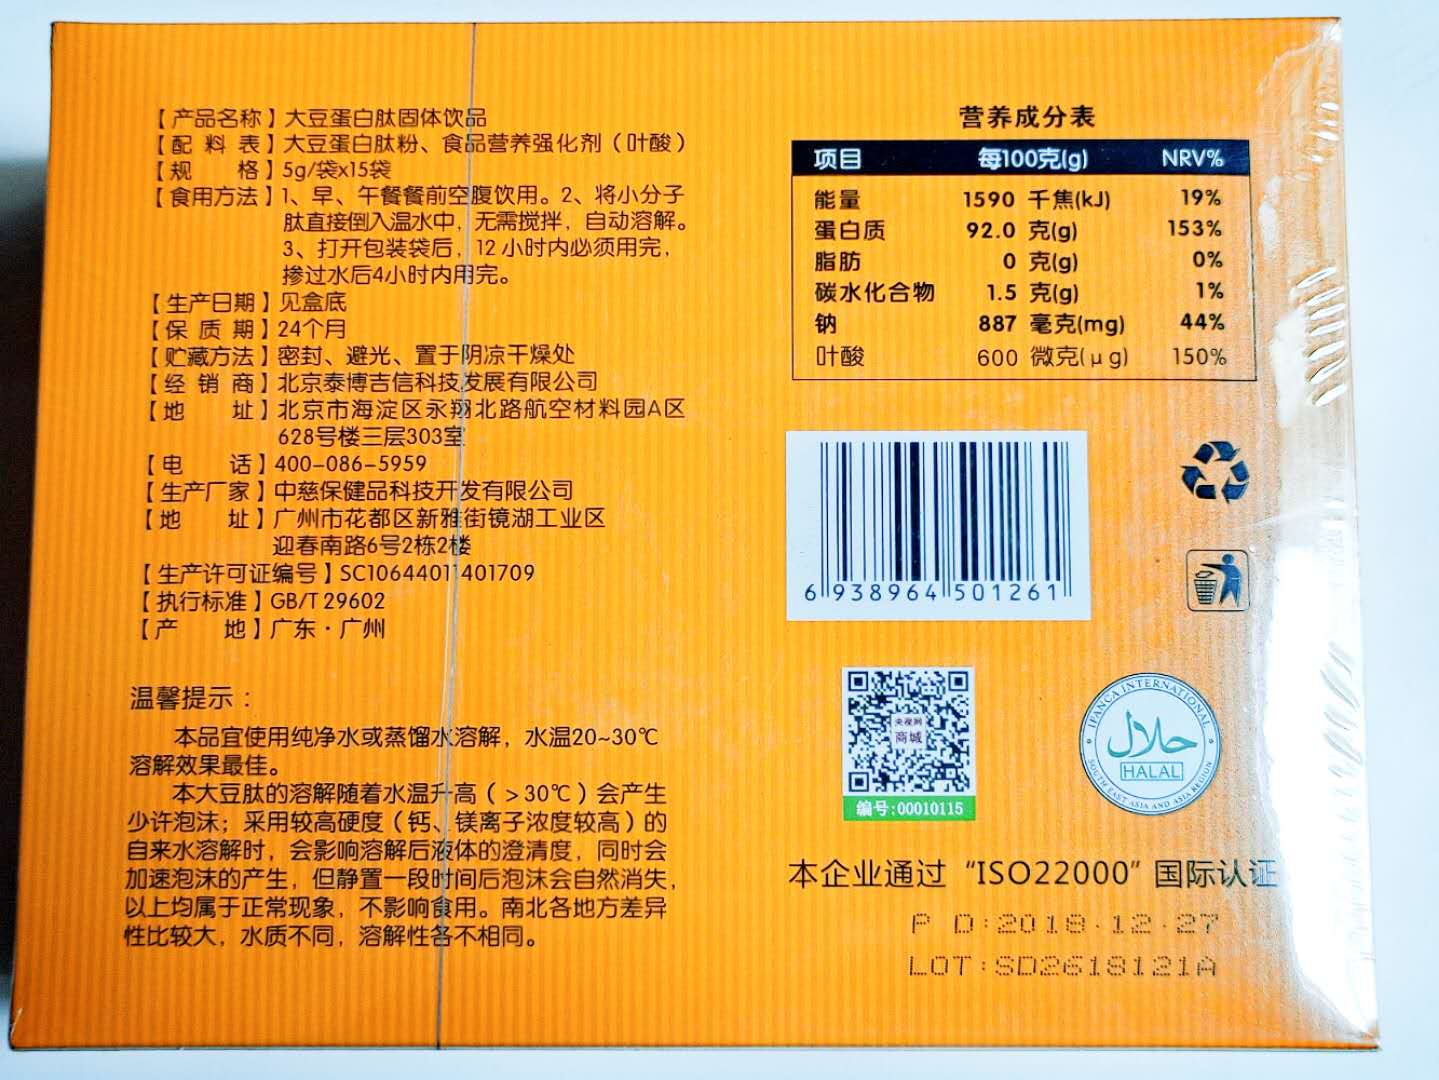 【产品名称】大豆蛋白肽固体饮品
【配 料 表】大豆蛋白肽粉、食品营养强化剂（叶酸）
【规 格】5g/袋x15袋
【食用方法】1、早、午餐餐前空腹饮用。2、将小分子
肽直接倒入温水中，无需搅拌，自动溶解。
3、打开包装袋后，12小时内必须用完，
掺过水后4小时内用完。
【生产日期】见盒底
【保 质 期】24个月
【贮藏方法】密封、避光、置于阴凉干燥处
【经 销 商】北京泰博吉信科技发展有限公司
【地 址】北京市海淀区永翔北路航空材料园A区
628号楼三层303室
【电 话】400-086-5959
【生产厂家】中慈保健品科技开发有限公司
【地 址】广州市花都区新雅街镜湖工业区
迎春南路6号2栋2楼
【生产许可证编号】SC10644011401709
【执行标准】GB/T 29602
【产 地】广东·广州
温馨提示：
本品宜使用纯净水或蒸馏水溶解，水温20~30℃
溶解效果最佳。
本大豆肽的溶解随着水温升高（>30℃）会产生
少许泡沫；采用较高硬度（钙、镁离子浓度较高）的
自来水溶解时，会影响溶解后液体的澄清度，同时会
加速泡沫的产生，但静置一段时间后泡沫会自然消失，
以上均属于正常现象，不影响食用。南北各地方差异
性比较大，水质不同，溶解性各不相同。
营养成分表
项目 每100克(g) NRV%
能量 1590 千焦(kJ) 19%
蛋白质 92.0 克(g) 153%
脂肪 0 克(g) 0%
碳水化合物 1.5 克(g) 1%
钠 887 毫克(mg) 44%
叶酸 600 微克(μg) 150%
6 938964 501261
央视网
商城
编号:00010115
IFANCA INTERNATIONAL
حلال
HALAL
SOUTH EAST ASIA AND ASIA REGION
本企业通过“ISO22000”国际认证
P D:2018.12.27
LOT:SD2618121A